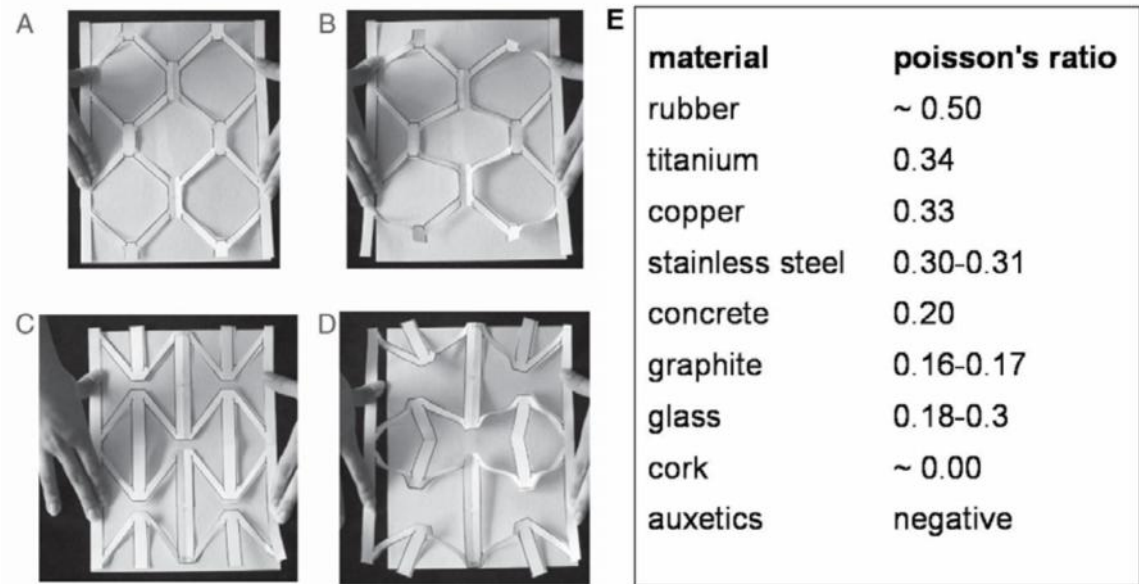 A
B
C
D
E
material poisson's ratio
rubber ~ 0.50
titanium 0.34
copper 0.33
stainless steel 0.30-0.31
concrete 0.20
graphite 0.16-0.17
glass 0.18-0.3
cork ~ 0.00
auxetics negative